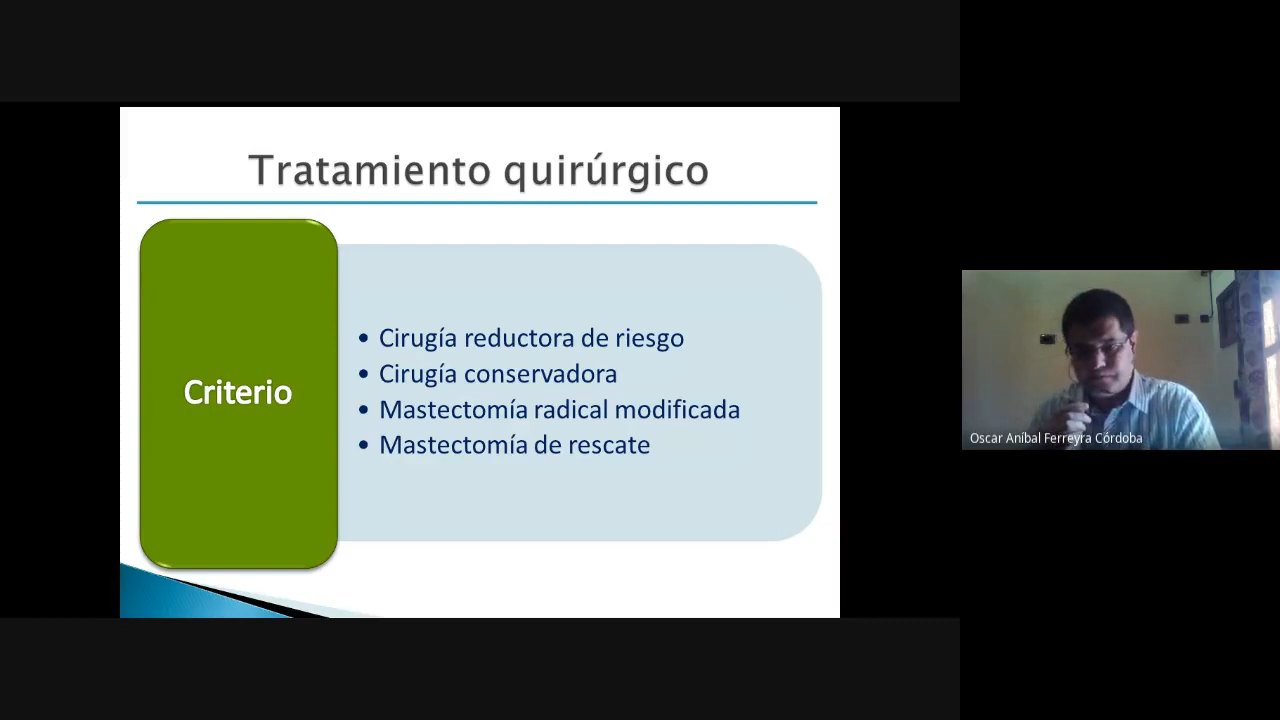 Tratamiento quirúrgico
Criterio
• Cirugía reductora de riesgo
• Cirugía conservadora
• Mastectomía radical modificada
• Mastectomía de rescate
Oscar Aníbal Ferreyra Córdoba